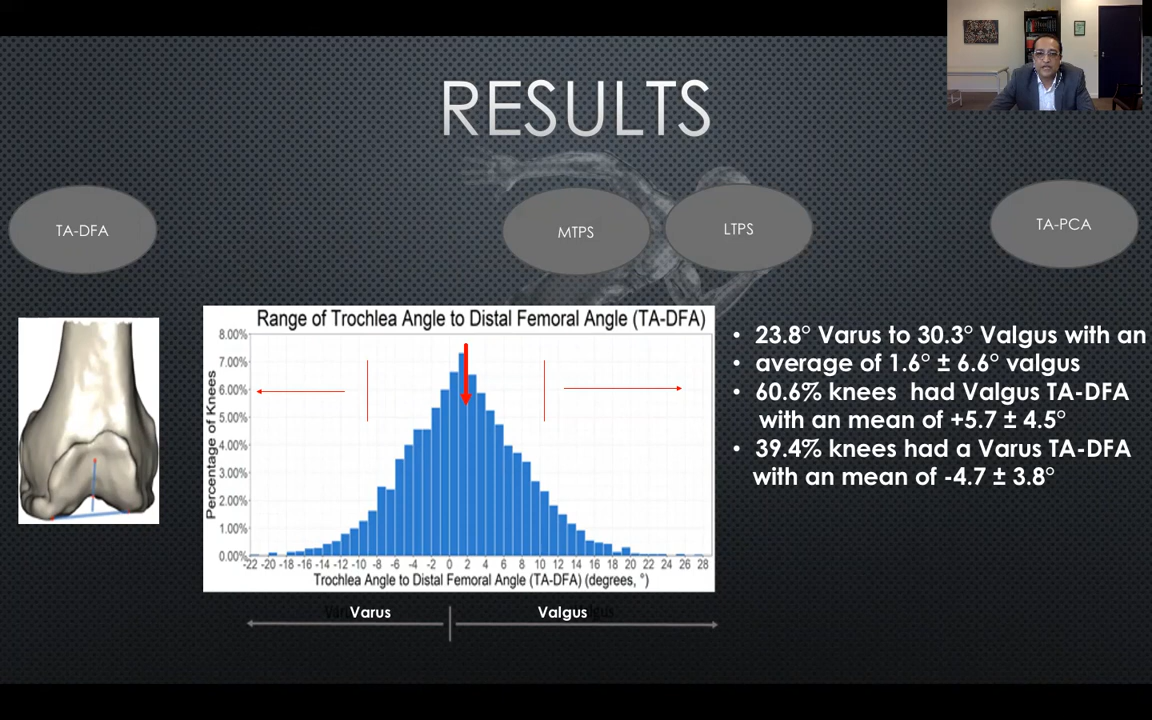 RESULTS
TA-DFA
MTPS
LTPS
TA-PCA
Range of Trochlea Angle to Distal Femoral Angle (TA-DFA)
Percentage of Knees
8.00%
7.00%
6.00%
5.00%
4.00%
3.00%
2.00%
1.00%
0.00%
-22 -20 -18 -16 -14 -12 -10 -8 -6 -4 -2 0 2 4 6 8 10 12 14 16 18 20 22 24 26 28
Trochlea Angle to Distal Femoral Angle (TA-DFA) (degrees, °)
Varus
Valgus
• 23.8° Varus to 30.3° Valgus with an
• average of 1.6° ± 6.6° valgus
• 60.6% knees had Valgus TA-DFA
with an mean of +5.7 ± 4.5°
• 39.4% knees had a Varus TA-DFA
with an mean of -4.7 ± 3.8°